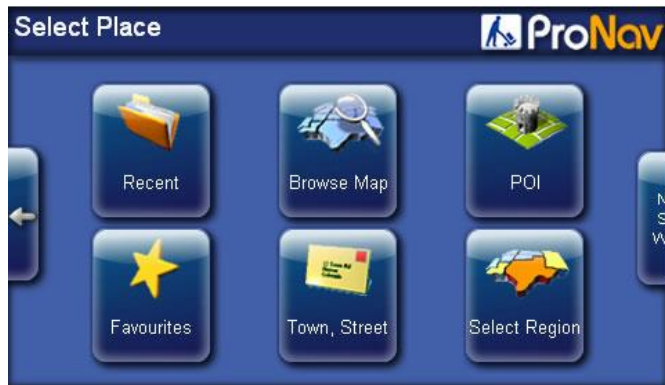 Select Place
ProNav
Recent
Browse Map
POI
Favourites
Town, Street
Select Region